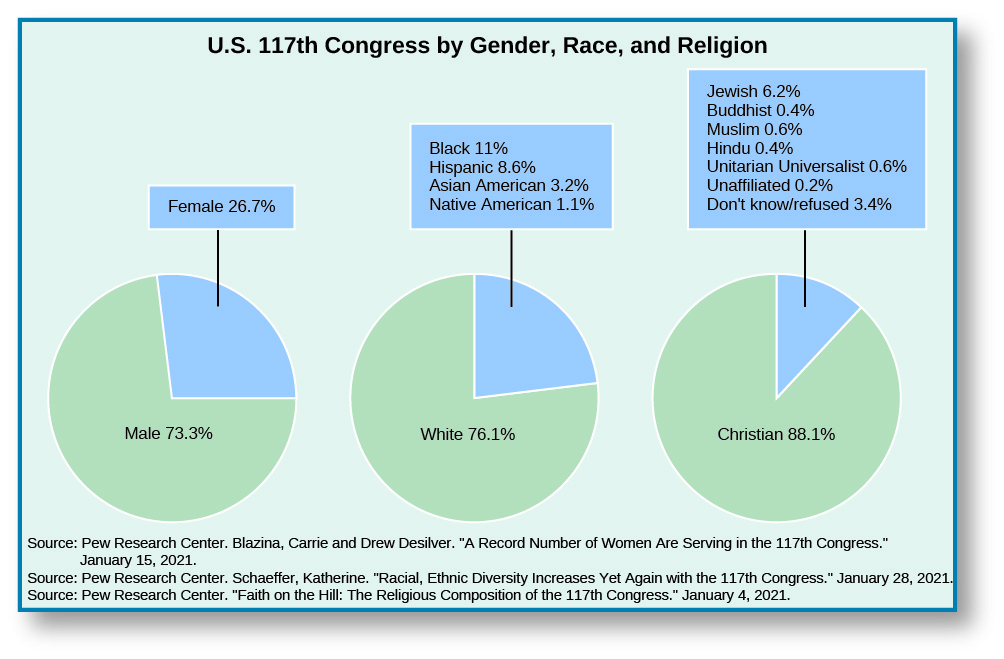 U.S. 117th Congress by Gender, Race, and Religion
Female 26.7%
Male 73.3%
Black 11%
Hispanic 8.6%
Asian American 3.2%
Native American 1.1%
White 76.1%
Jewish 6.2%
Buddhist 0.4%
Muslim 0.6%
Hindu 0.4%
Unitarian Universalist 0.6%
Unaffiliated 0.2%
Don't know/refused 3.4%
Christian 88.1%
Source: Pew Research Center. Blazina, Carrie and Drew Desilver. "A Record Number of Women Are Serving in the 117th Congress."
January 15, 2021.
Source: Pew Research Center. Schaeffer, Katherine. "Racial, Ethnic Diversity Increases Yet Again with the 117th Congress." January 28, 2021.
Source: Pew Research Center. "Faith on the Hill: The Religious Composition of the 117th Congress." January 4, 2021.